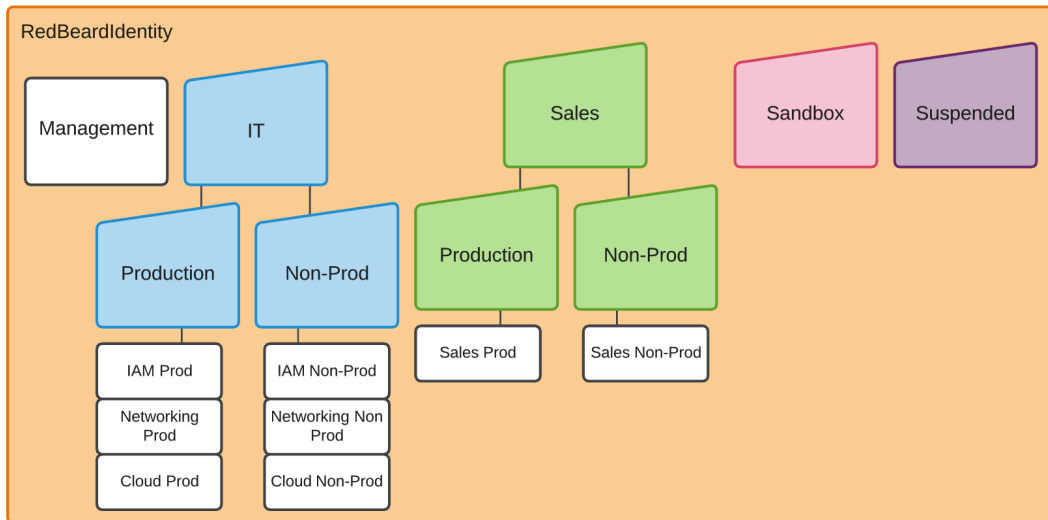 RedBeardIdentity
Management
IT
Sales
Sandbox
Suspended
Production
Non-Prod
Production
Non-Prod
IAM Prod
Networking
Prod
Cloud Prod
IAM Non-Prod
Networking Non
Prod
Cloud Non-Prod
Sales Prod
Sales Non-Prod